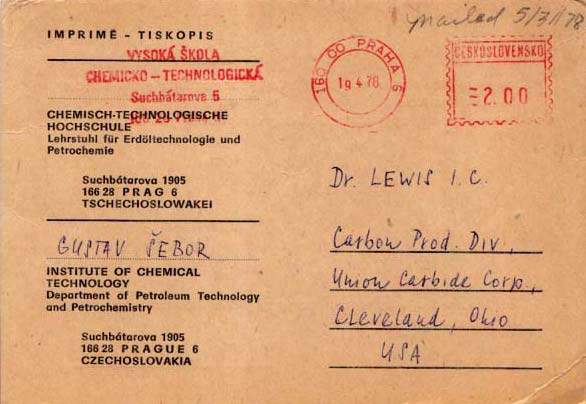 mailed 5/31/78
IMPRIMÉ - TISKOPIS
VYSOKÁ ŠKOLA
CHEMICKO - TECHNOLOGICKÁ
Suchbátarova 5
CHEMISCH-TECHNOLOGISCHE
HOCHSCHULE
Lehrstuhl für Erdöltechnologie und
Petrochemie
Suchbátarova 1905
166 28 PRAG 6
TSCHECHOSLOWAKEI
GUSTAV ŠEBOR
INSTITUTE OF CHEMICAL
TECHNOLOGY
Department of Petroleum Technology
and Petrochemistry
Suchbátarova 1905
166 28 PRAGUE 6
CZECHOSLOVAKIA
160 00 PRAHA 6
19 4 78
ČESKOSLOVENSKO
2.00
Dr. LEWIS I. C.
Carbon Prod. Div.,
Union Carbide Corp.,
Cleveland, Ohio
USA